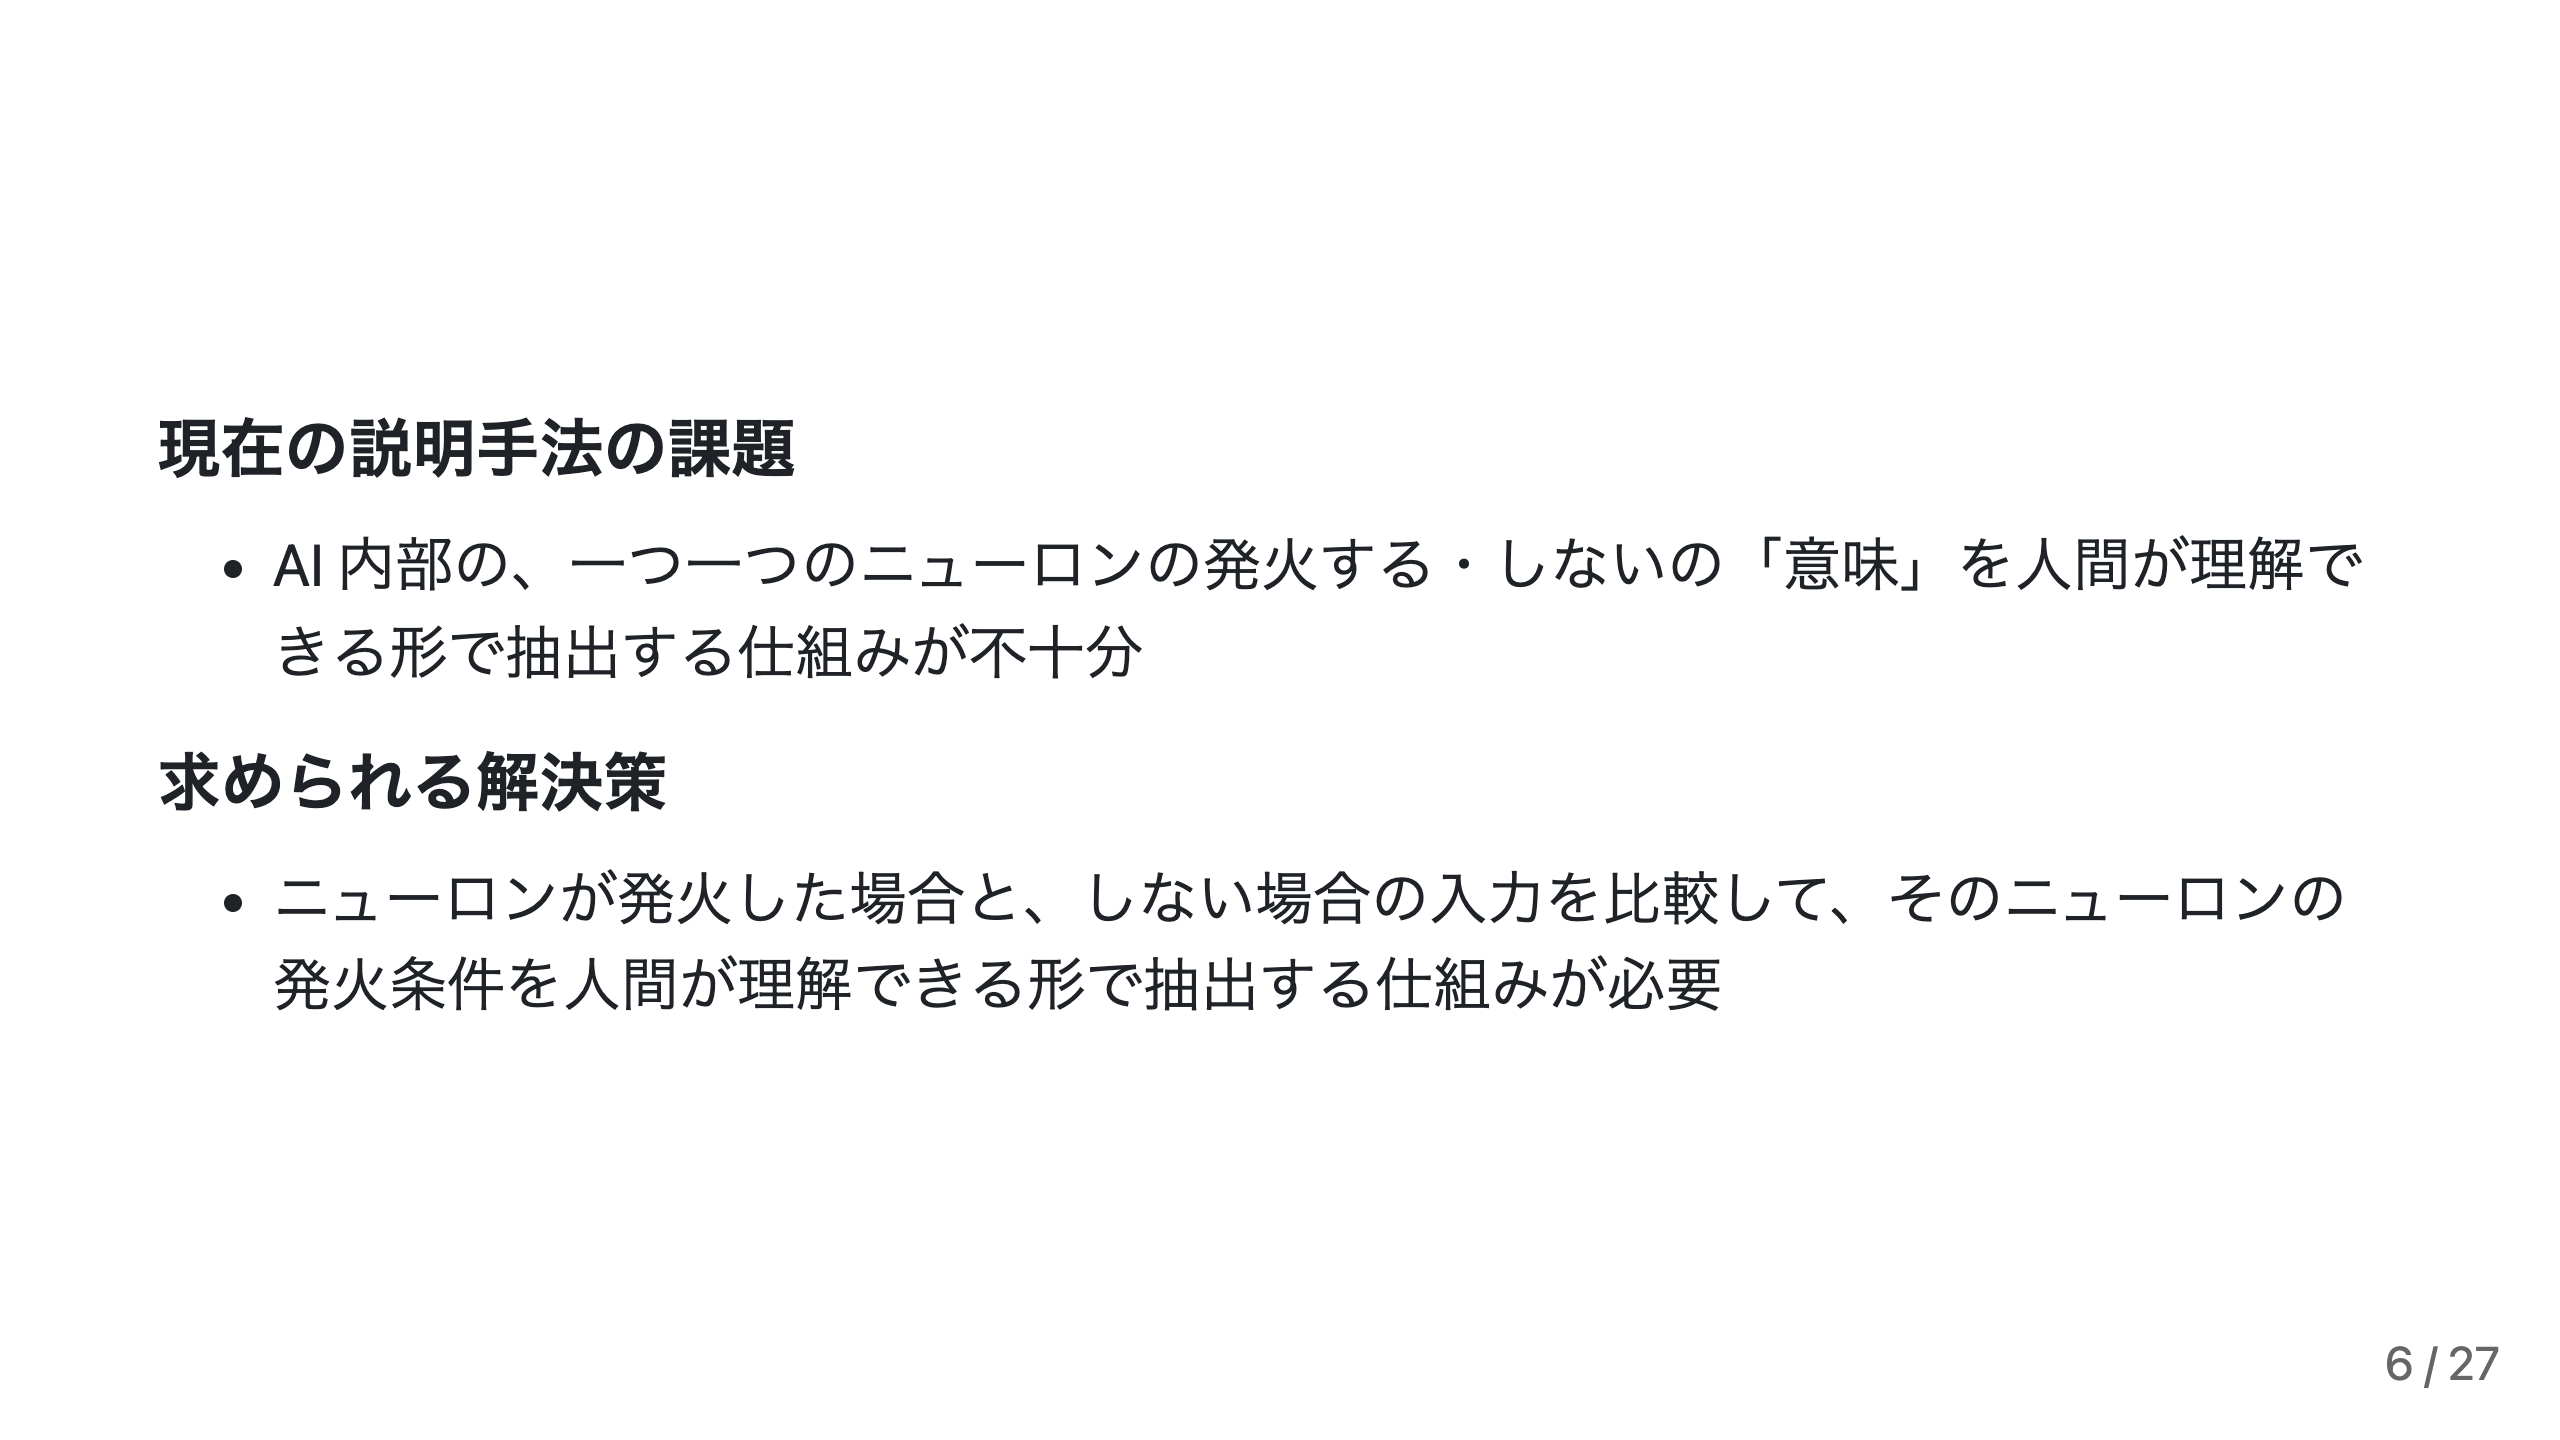 現在の説明手法の課題
• AI 内部の、一つ一つのニューロンの発火する・しないの「意味」を人間が理解で
きる形で抽出する仕組みが不十分
求められる解決策
• ニューロンが発火した場合と、しない場合の入力を比較して、そのニューロンの
発火条件を人間が理解できる形で抽出する仕組みが必要
6 / 27